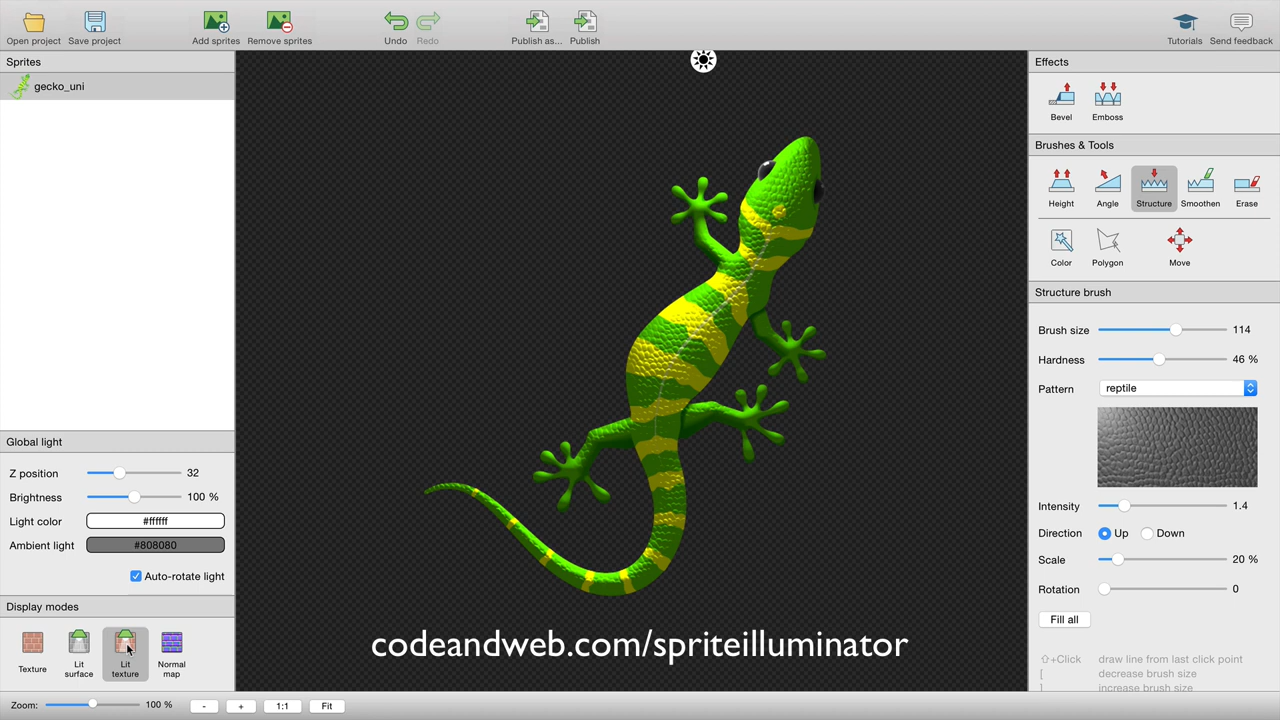 Open project
Save project
Add sprites
Remove sprites
Undo
Redo
Publish as...
Publish
Tutorials
Send feedback
Sprites
gecko_uni
Global light
Z position 32
Brightness 100 %
Light color #ffffff
Ambient light #808080
Auto-rotate light
Display modes
Texture
Lit
surface
Lit
texture
Normal
map
Zoom: 100 % - + 1:1 Fit
codeandweb.com/spriteilluminator
Effects
Bevel
Emboss
Brushes & Tools
Height
Angle
Structure
Smoothen
Erase
Color
Polygon
Move
Structure brush
Brush size 114
Hardness 46 %
Pattern reptile
Intensity 1.4
Direction Up Down
Scale 20 %
Rotation 0
Fill all
⇧+Click draw line from last click point
[ decrease brush size
] increase brush size